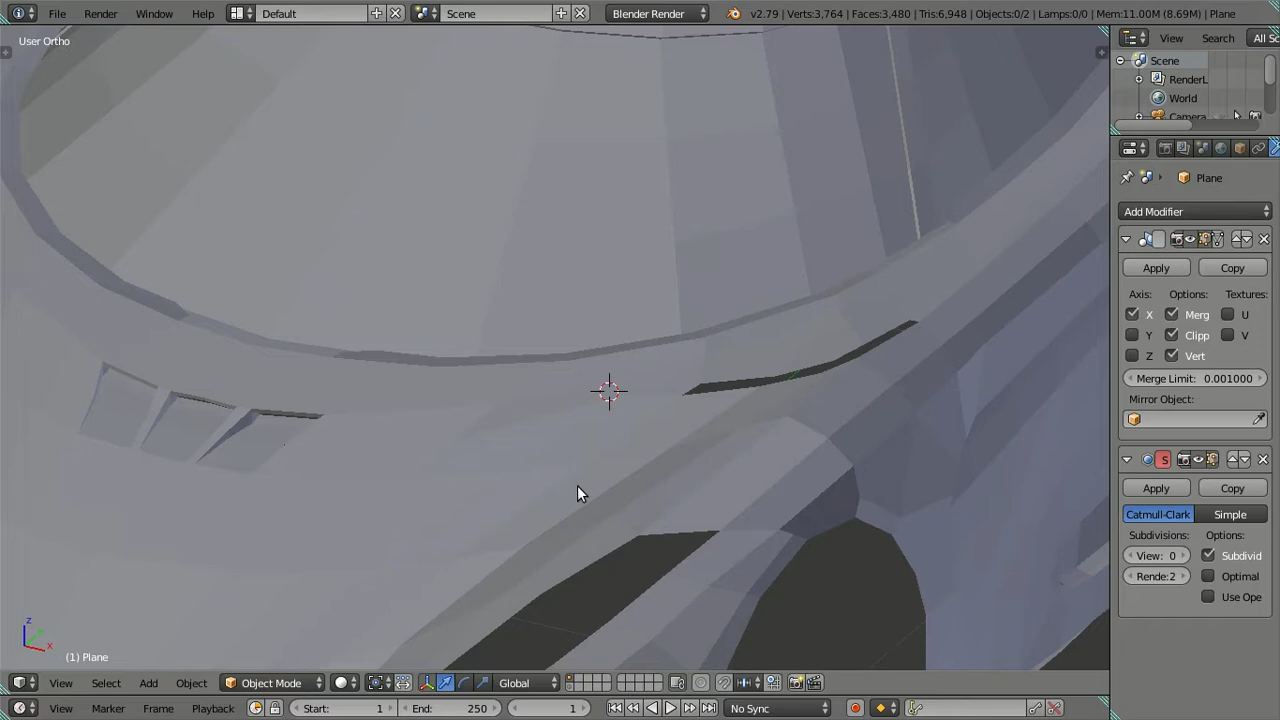 File Render Window Help Default Scene Blender Render v2.79 | Verts:3,764 | Faces:3,480 | Tris:6,948 | Objects:0/2 | Lamps:0/0 | Mem:11.00M (8.69M) | Plane
User Ortho
View Search All Sc
Scene
RenderL
World
Camera
Plane
Add Modifier
Apply Copy
Axis: Options: Textures:
X Merg U
Y Clipp V
Z Vert
Merge Limit: 0.001000
Mirror Object:
S
Apply Copy
Catmull-Clark Simple
Subdivisions: Options:
View: 0 Subdivid
Rende:2 Optimal
Use Ope
z
y
x
(1) Plane
View Select Add Object Object Mode Global
View Marker Frame Playback Start: 1 End: 250 1 No Sync